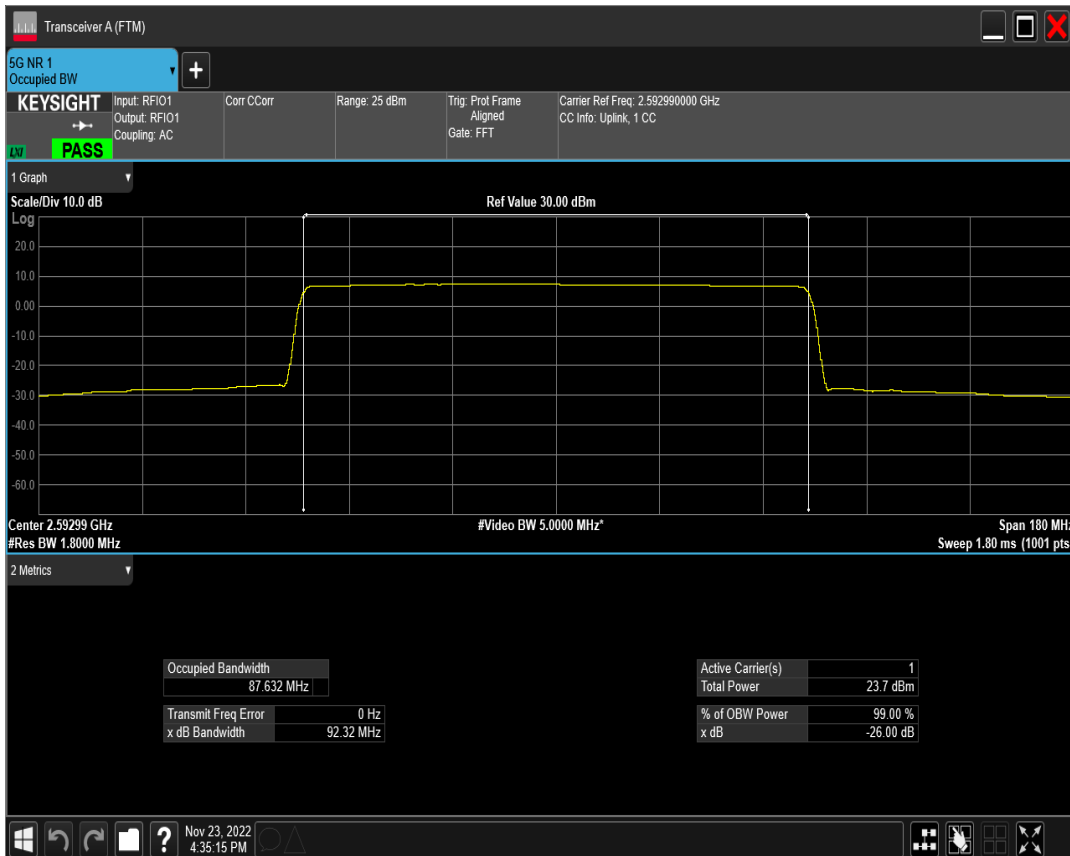 Transceiver A (FTM)
5G NR 1
Occupied BW
+
KEYSIGHT
LXI
PASS
Input: RFIO1
Output: RFIO1
Coupling: AC
Corr CCorr
Range: 25 dBm
Trig: Prot Frame
Aligned
Gate: FFT
Carrier Ref Freq: 2.592990000 GHz
CC Info: Uplink, 1 CC
1 Graph
Scale/Div 10.0 dB
Ref Value 30.00 dBm
Log
20.0
10.0
0.00
-10.0
-20.0
-30.0
-40.0
-50.0
-60.0
Center 2.59299 GHz
#Video BW 5.0000 MHz*
Span 180 MHz
#Res BW 1.8000 MHz
Sweep 1.80 ms (1001 pts
2 Metrics
Occupied Bandwidth
87.632 MHz
Transmit Freq Error 0 Hz
x dB Bandwidth 92.32 MHz
Active Carrier(s) 1
Total Power 23.7 dBm
% of OBW Power 99.00 %
x dB -26.00 dB
?
Nov 23, 2022
4:35:15 PM